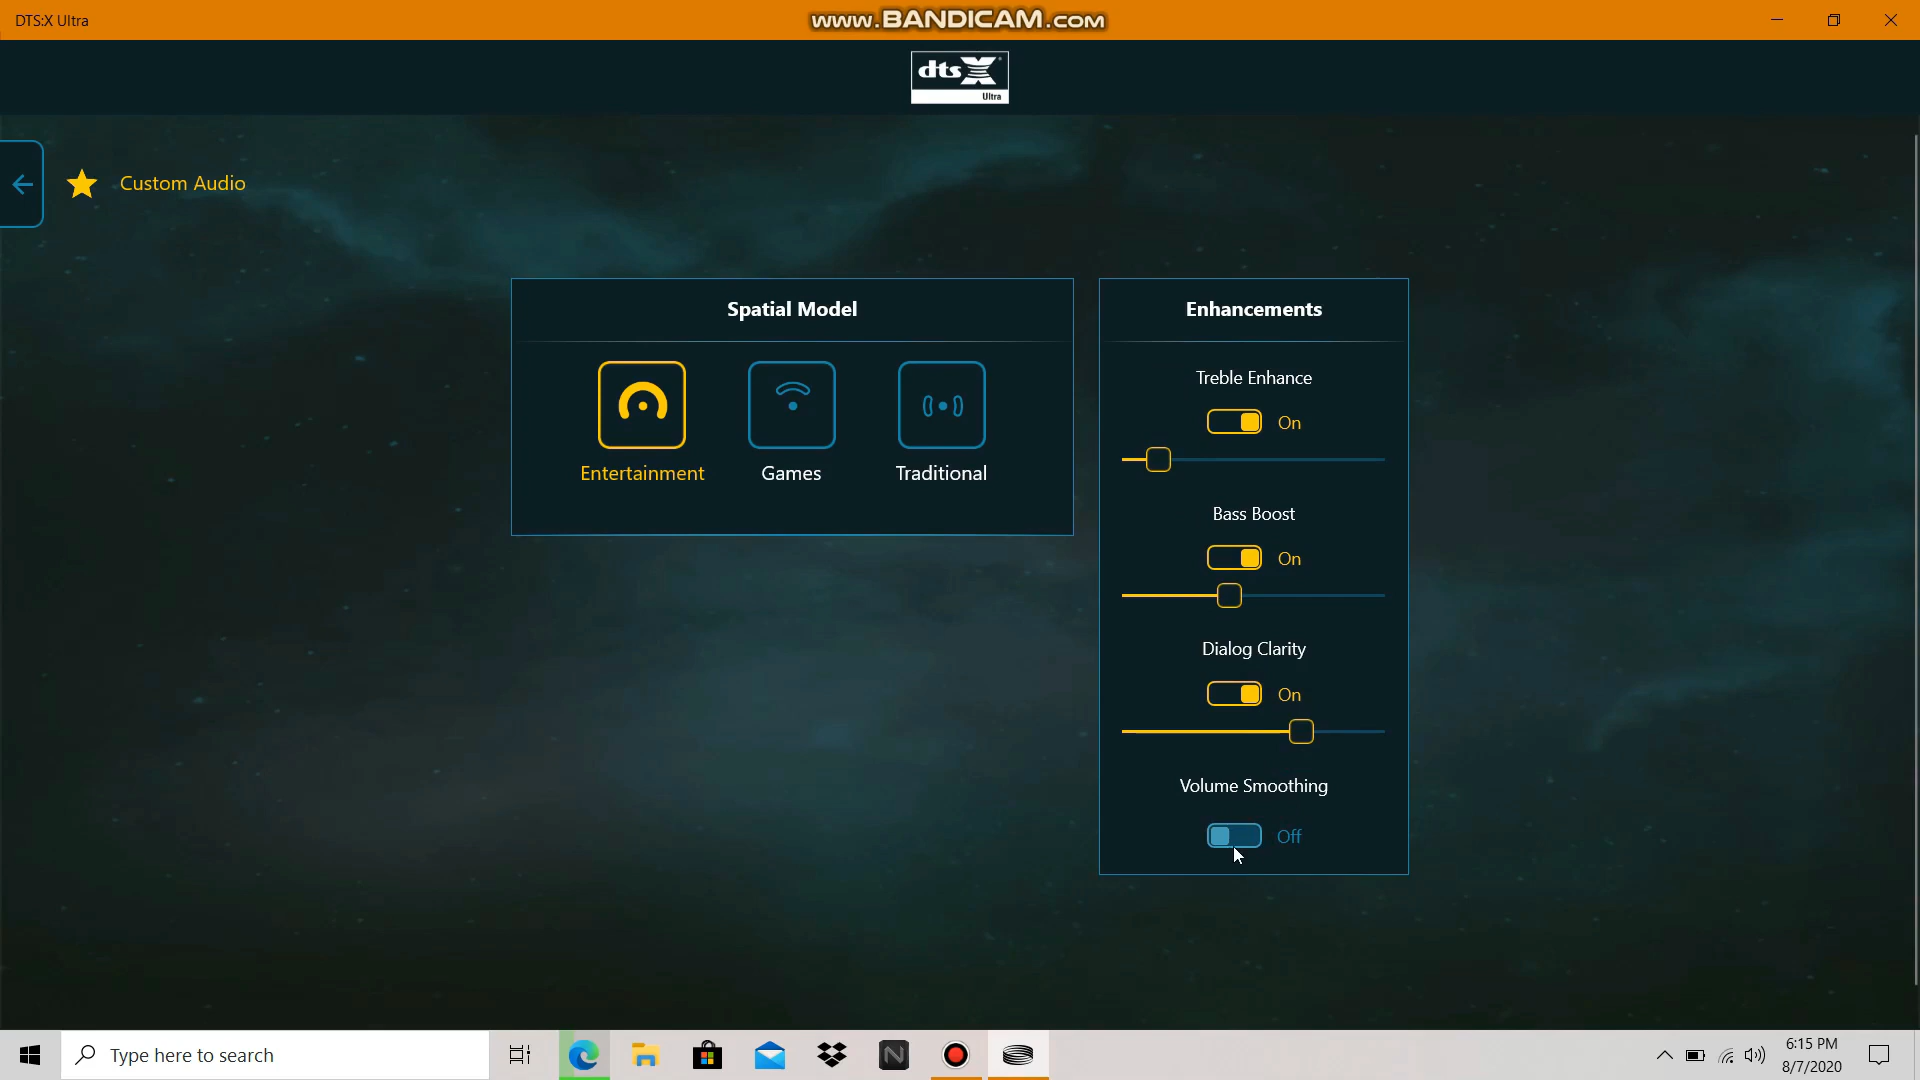 DTS:X Ultra
www.BANDICAM.COM
dts X
Ultra
Custom Audio
Spatial Model
Entertainment
Games
Traditional
Enhancements
Treble Enhance
On
Bass Boost
On
Dialog Clarity
On
Volume Smoothing
Off
Type here to search
N
6:15 PM
8/7/2020